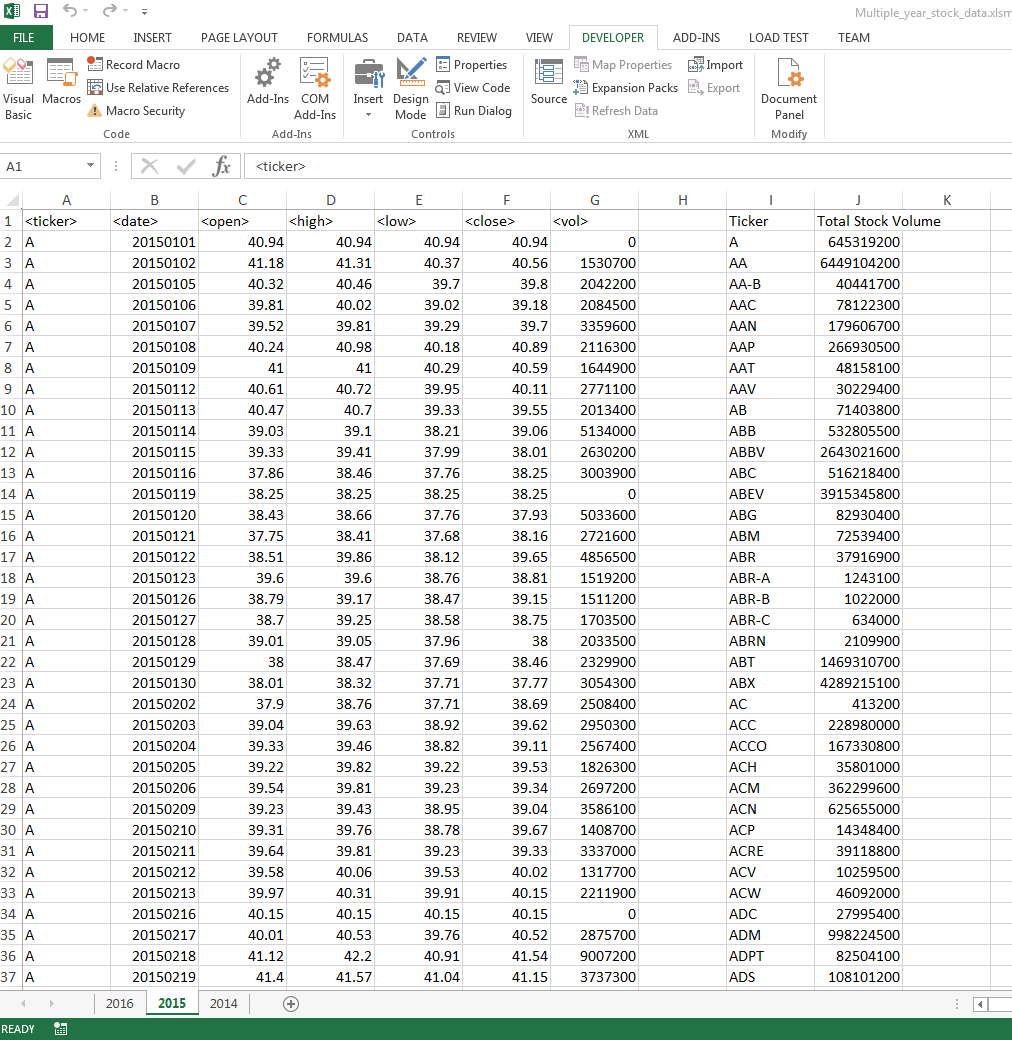 Multiple_year_stock_data.xlsm
FILE HOME INSERT PAGE LAYOUT FORMULAS DATA REVIEW VIEW DEVELOPER ADD-INS LOAD TEST TEAM
Record Macro Properties Map Properties Import
Use Relative References View Code Expansion Packs Export
Visual Macros Add-Ins COM Insert Design Source Document
Basic Macro Security Add-Ins Mode Run Dialog Refresh Data Panel
Code Add-Ins Controls XML Modify
A1 fx <ticker>
A B C D E F G H I J K
1 <ticker> <date> <open> <high> <low> <close> <vol> Ticker Total Stock Volume
2 A 20150101 40.94 40.94 40.94 40.94 0 A 645319200
3 A 20150102 41.18 41.31 40.37 40.56 1530700 AA 6449104200
4 A 20150105 40.32 40.46 39.7 39.8 2042200 AA-B 40441700
5 A 20150106 39.81 40.02 39.02 39.18 2084500 AAC 78122300
6 A 20150107 39.52 39.81 39.29 39.7 3359600 AAN 179606700
7 A 20150108 40.24 40.98 40.18 40.89 2116300 AAP 266930500
8 A 20150109 41 41 40.29 40.59 1644900 AAT 48158100
9 A 20150112 40.61 40.72 39.95 40.11 2771100 AAV 30229400
10 A 20150113 40.47 40.7 39.33 39.55 2013400 AB 71403800
11 A 20150114 39.03 39.1 38.21 39.06 5134000 ABB 532805500
12 A 20150115 39.33 39.41 37.99 38.01 2630200 ABBV 2643021600
13 A 20150116 37.86 38.46 37.76 38.25 3003900 ABC 516218400
14 A 20150119 38.25 38.25 38.25 38.25 0 ABEV 3915345800
15 A 20150120 38.43 38.66 37.76 37.93 5033600 ABG 82930400
16 A 20150121 37.75 38.41 37.68 38.16 2721600 ABM 72539400
17 A 20150122 38.51 39.86 38.12 39.65 4856500 ABR 37916900
18 A 20150123 39.6 39.6 38.76 38.81 1519200 ABR-A 1243100
19 A 20150126 38.79 39.17 38.47 39.15 1511200 ABR-B 1022000
20 A 20150127 38.7 39.25 38.58 38.75 1703500 ABR-C 634000
21 A 20150128 39.01 39.05 37.96 38 2033500 ABRN 2109900
22 A 20150129 38 38.47 37.69 38.46 2329900 ABT 1469310700
23 A 20150130 38.01 38.32 37.71 37.77 3054300 ABX 4289215100
24 A 20150202 37.9 38.76 37.71 38.69 2508400 AC 413200
25 A 20150203 39.04 39.63 38.92 39.62 2950300 ACC 228980000
26 A 20150204 39.33 39.46 38.82 39.11 2567400 ACCO 167330800
27 A 20150205 39.22 39.82 39.22 39.53 1826300 ACH 35801000
28 A 20150206 39.54 39.81 39.23 39.34 2697200 ACM 362299600
29 A 20150209 39.23 39.43 38.95 39.04 3586100 ACN 625655000
30 A 20150210 39.31 39.76 38.78 39.67 1408700 ACP 14348400
31 A 20150211 39.64 39.81 39.23 39.33 3337000 ACRE 39118800
32 A 20150212 39.58 40.06 39.53 40.02 1317700 ACV 10259500
33 A 20150213 39.97 40.31 39.91 40.15 2211900 ACW 46092000
34 A 20150216 40.15 40.15 40.15 40.15 0 ADC 27995400
35 A 20150217 40.01 40.53 39.76 40.52 2875700 ADM 998224500
36 A 20150218 41.12 42.2 40.91 41.54 9007200 ADPT 82504100
37 A 20150219 41.4 41.57 41.04 41.15 3737300 ADS 108101200
2016 2015 2014
READY